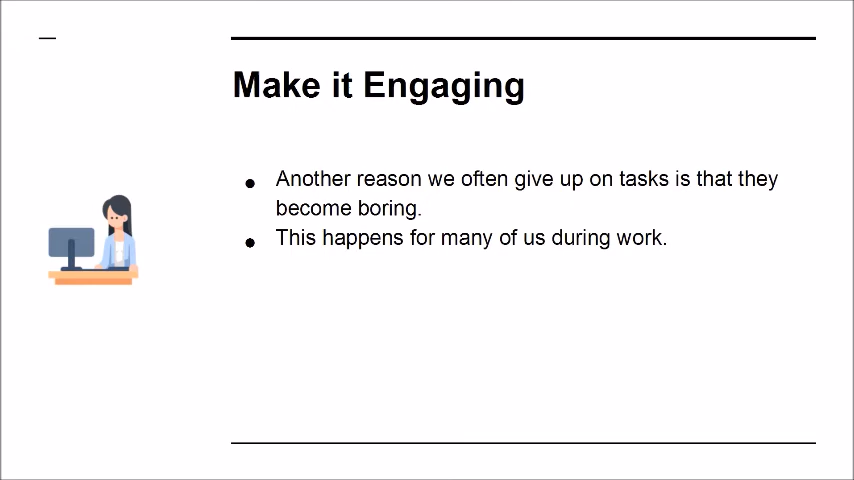 Make it Engaging
● Another reason we often give up on tasks is that they
become boring.
● This happens for many of us during work.